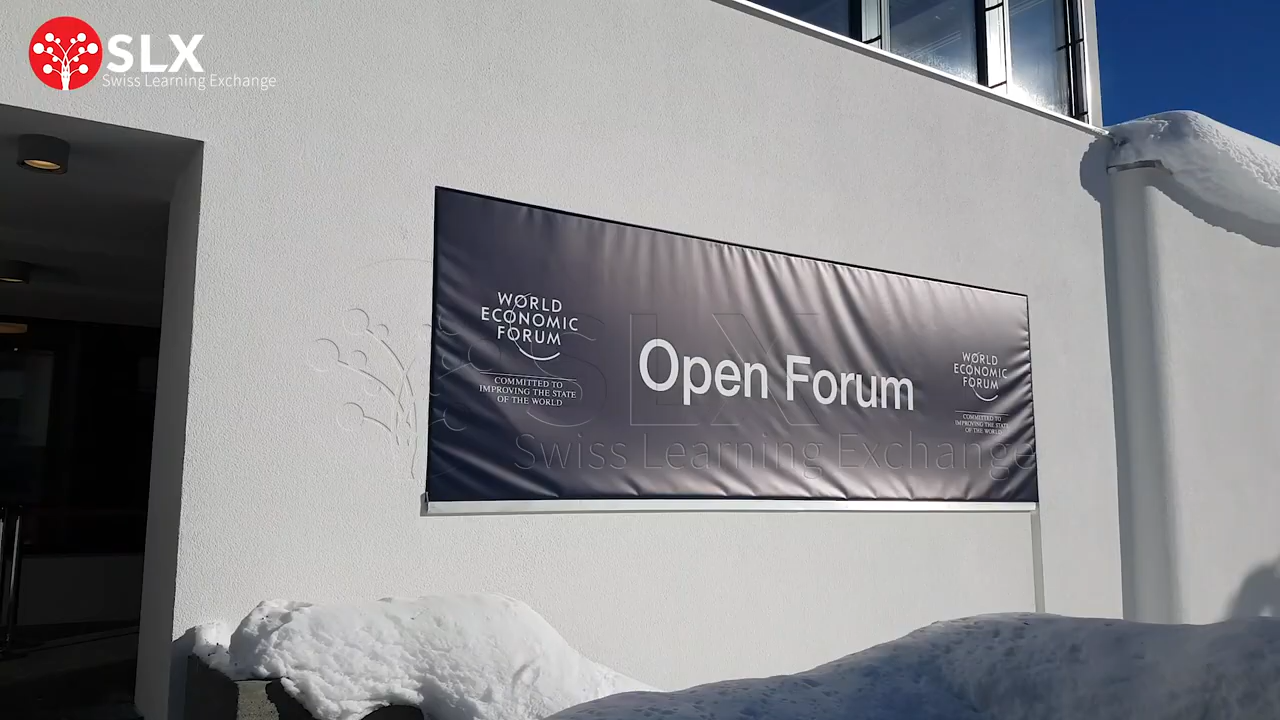 SLX
Swiss Learning Exchange
WORLD
ECONOMIC
FORUM
COMMITTED TO
IMPROVING THE STATE
OF THE WORLD
Open Forum
WORLD
ECONOMIC
FORUM
COMMITTED TO
IMPROVING THE STATE
OF THE WORLD
SLX
Swiss Learning Exchange